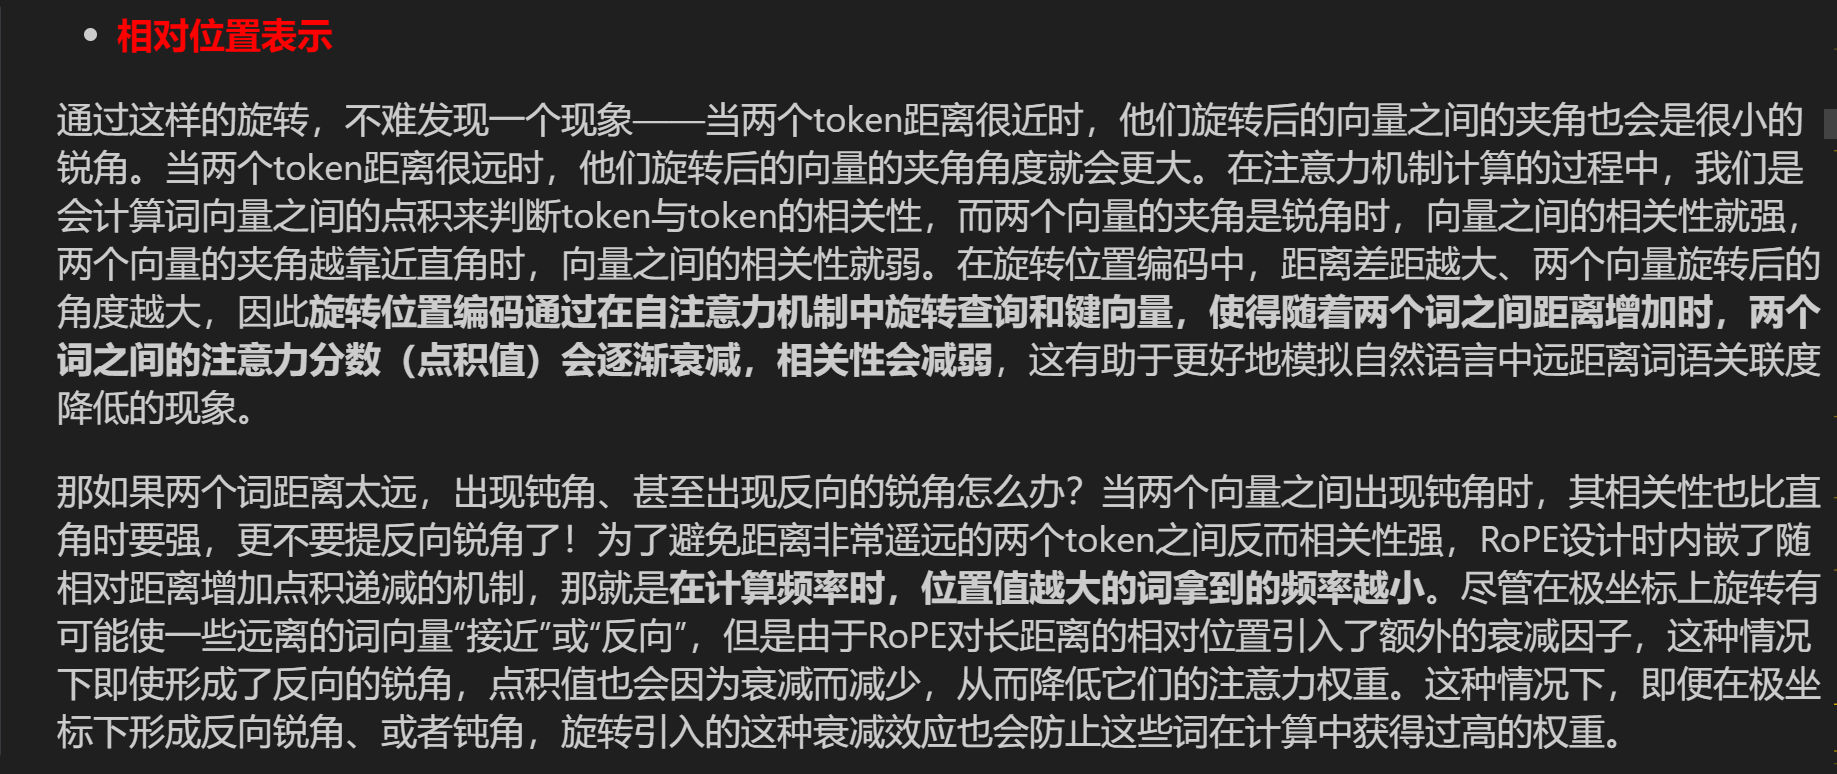 • 相对位置表示
通过这样的旋转，不难发现一个现象——当两个token距离很近时，他们旋转后的向量之间的夹角也会是很小的
锐角。当两个token距离很远时，他们旋转后的向量的夹角角度就会更大。在注意力机制计算的过程中，我们是
会计算词向量之间的点积来判断token与token的相关性，而两个向量的夹角是锐角时，向量之间的相关性就强，
两个向量的夹角越靠近直角时，向量之间的相关性就弱。在旋转位置编码中，距离差距越大、两个向量旋转后的
角度越大，因此旋转位置编码通过在自注意力机制中旋转查询和键向量，使得随着两个词之间距离增加时，两个
词之间的注意力分数（点积值）会逐渐衰减，相关性会减弱，这有助于更好地模拟自然语言中远距离词语关联度
降低的现象。
那如果两个词距离太远，出现钝角、甚至出现反向的锐角怎么办？当两个向量之间出现钝角时，其相关性也比直
角时要强，更不要提反向锐角了！为了避免距离非常遥远的两个token之间反而相关性强，RoPE设计时内嵌了随
相对距离增加点积递减的机制，那就是在计算频率时，位置值越大的词拿到的频率越小。尽管在极坐标上旋转有
可能使一些远离的词向量“接近”或“反向”，但是由于RoPE对长距离的相对位置引入了额外的衰减因子，这种情况
下即使形成了反向的锐角，点积值也会因为衰减而减少，从而降低它们的注意力权重。这种情况下，即便在极坐
标下形成反向锐角、或者钝角，旋转引入的这种衰减效应也会防止这些词在计算中获得过高的权重。